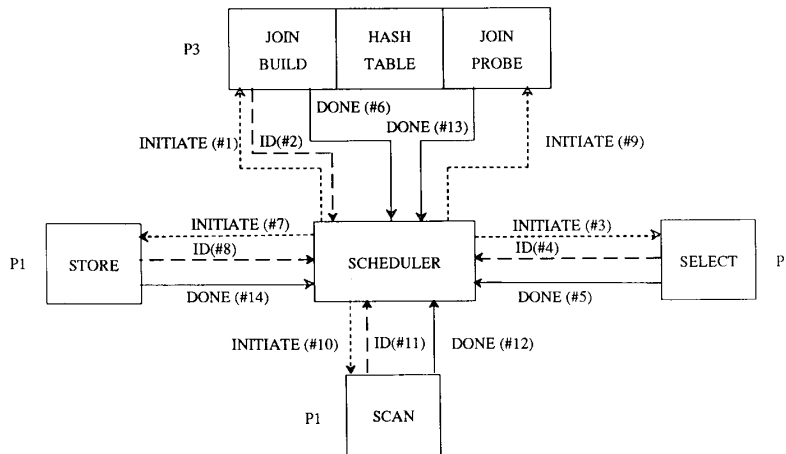 P3
JOIN
BUILD
HASH
TABLE
JOIN
PROBE
DONE (#6)
DONE (#13)
INITIATE (#1)
ID(#2)
INITIATE (#9)
INITIATE (#7)
INITIATE (#3)
P1
STORE
ID(#8)
SCHEDULER
ID(#4)
SELECT
P
DONE (#14)
DONE (#5)
INITIATE (#10)
ID(#11)
DONE (#12)
P1
SCAN